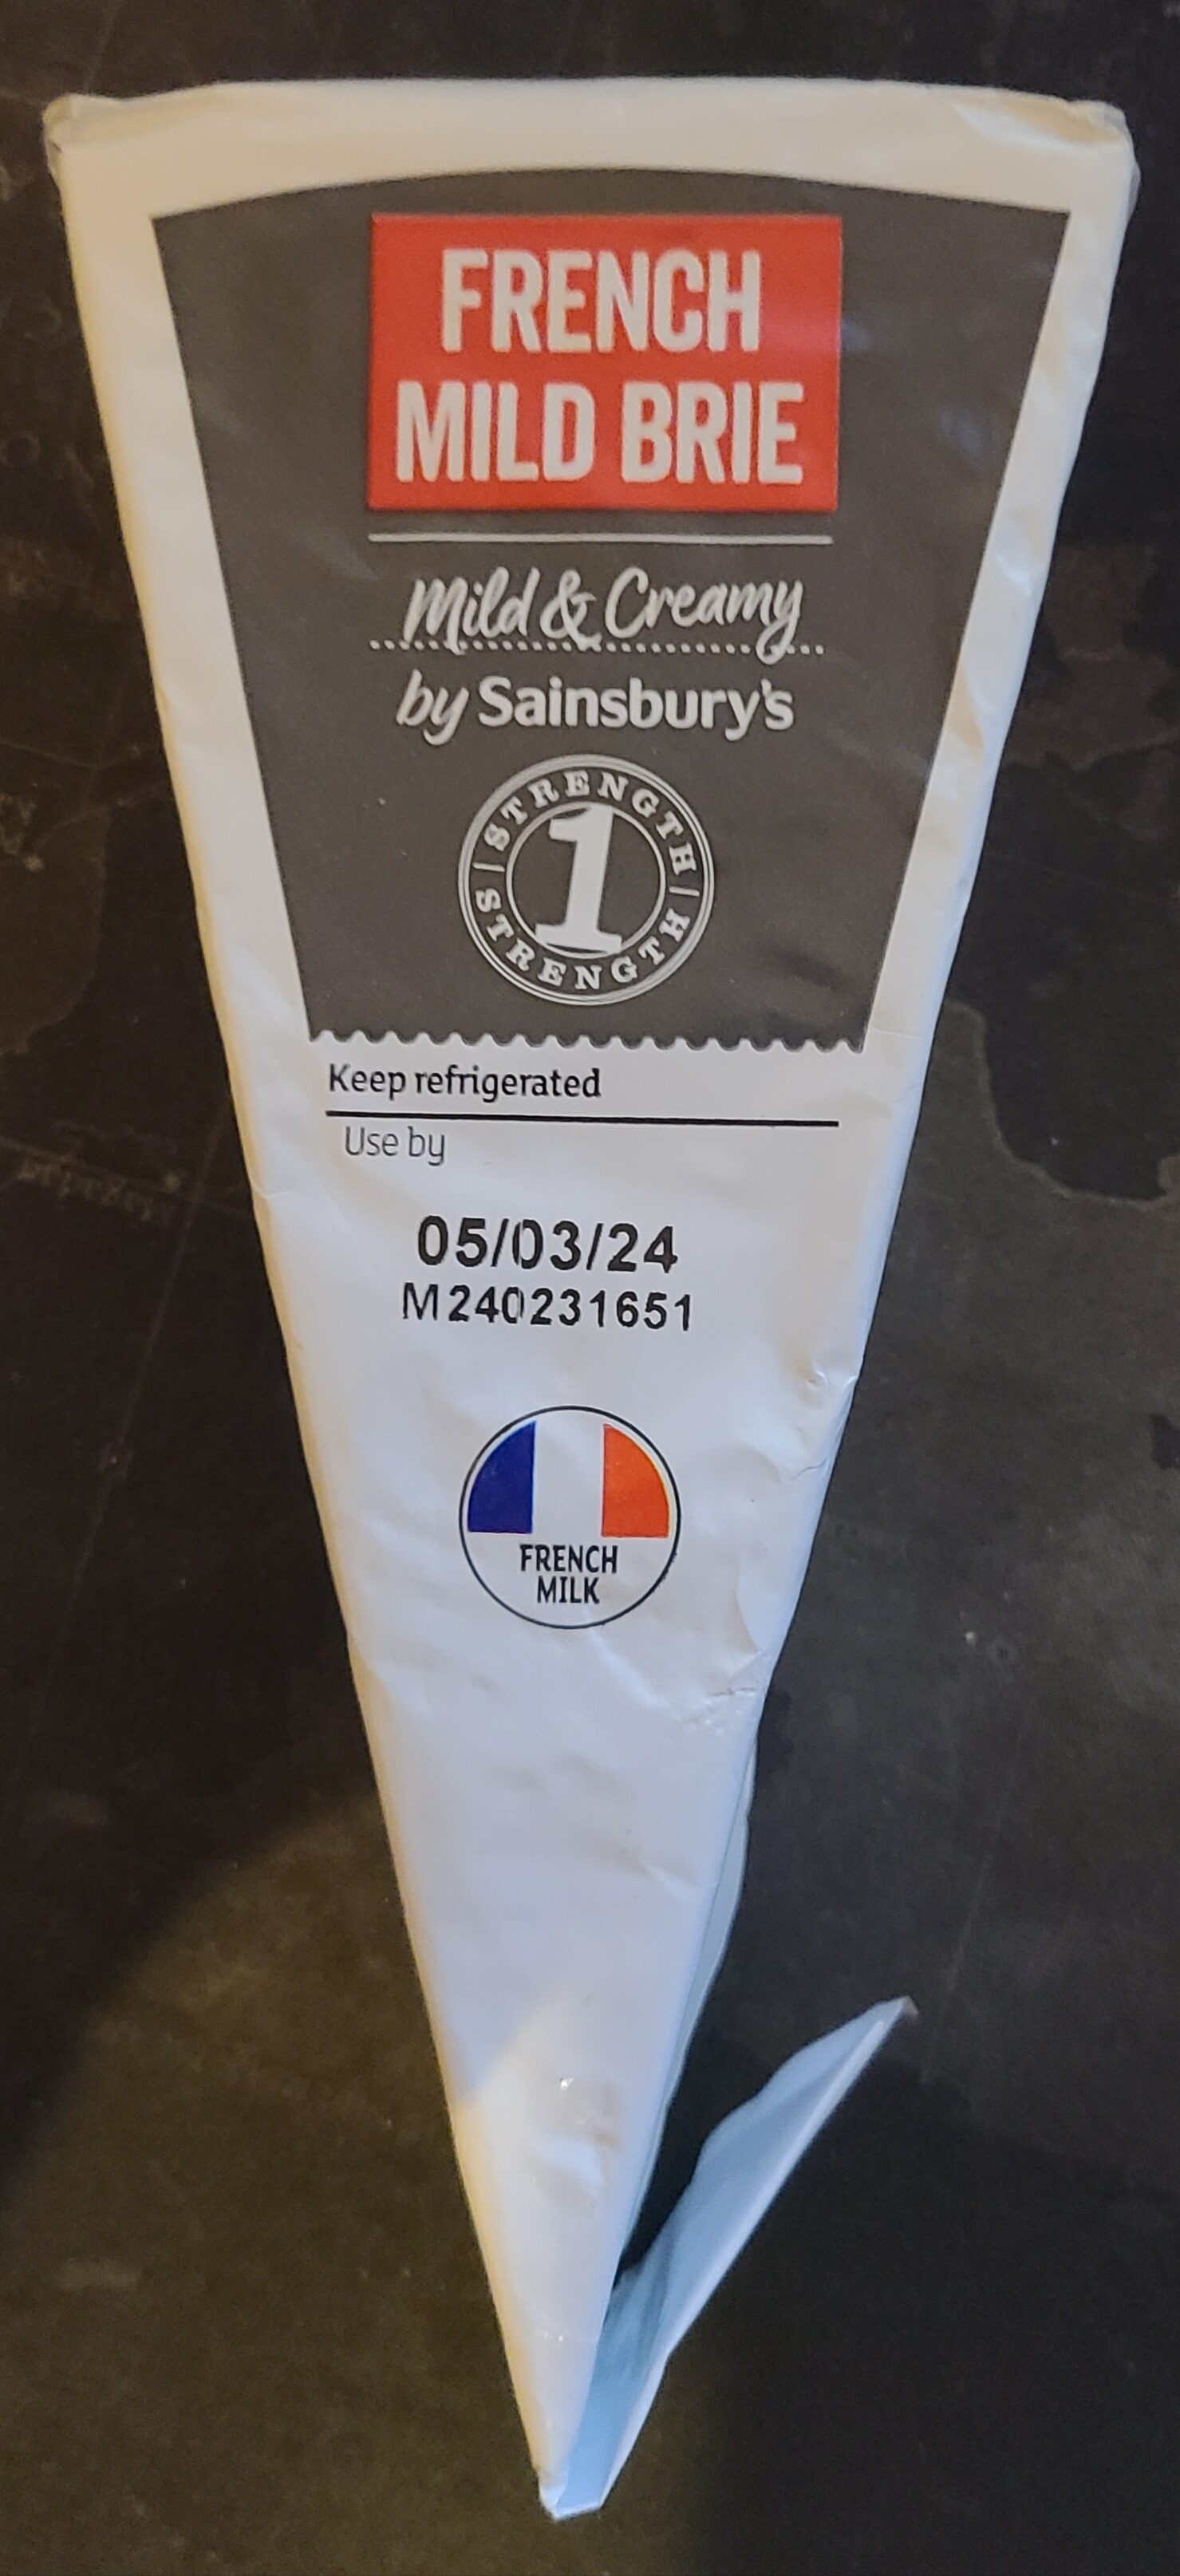 FRENCH
MILD BRIE
Mild & Creamy
by Sainsbury's
STRENGTH
1
STRENGTH
Keep refrigerated
Use by
05/03/24
M240231651
FRENCH
MILK